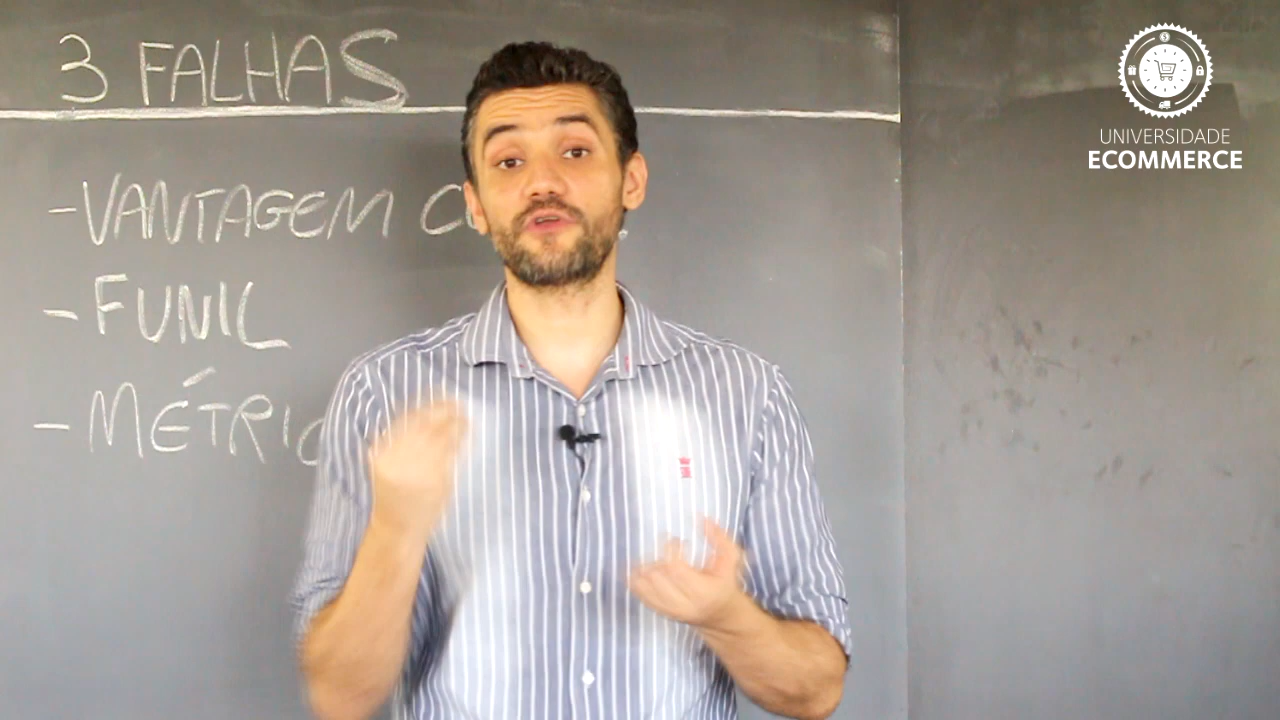 3 FALHAS
- VANTAGEM
- FUNIL
UNIVERSIDADE
ECOMMERCE